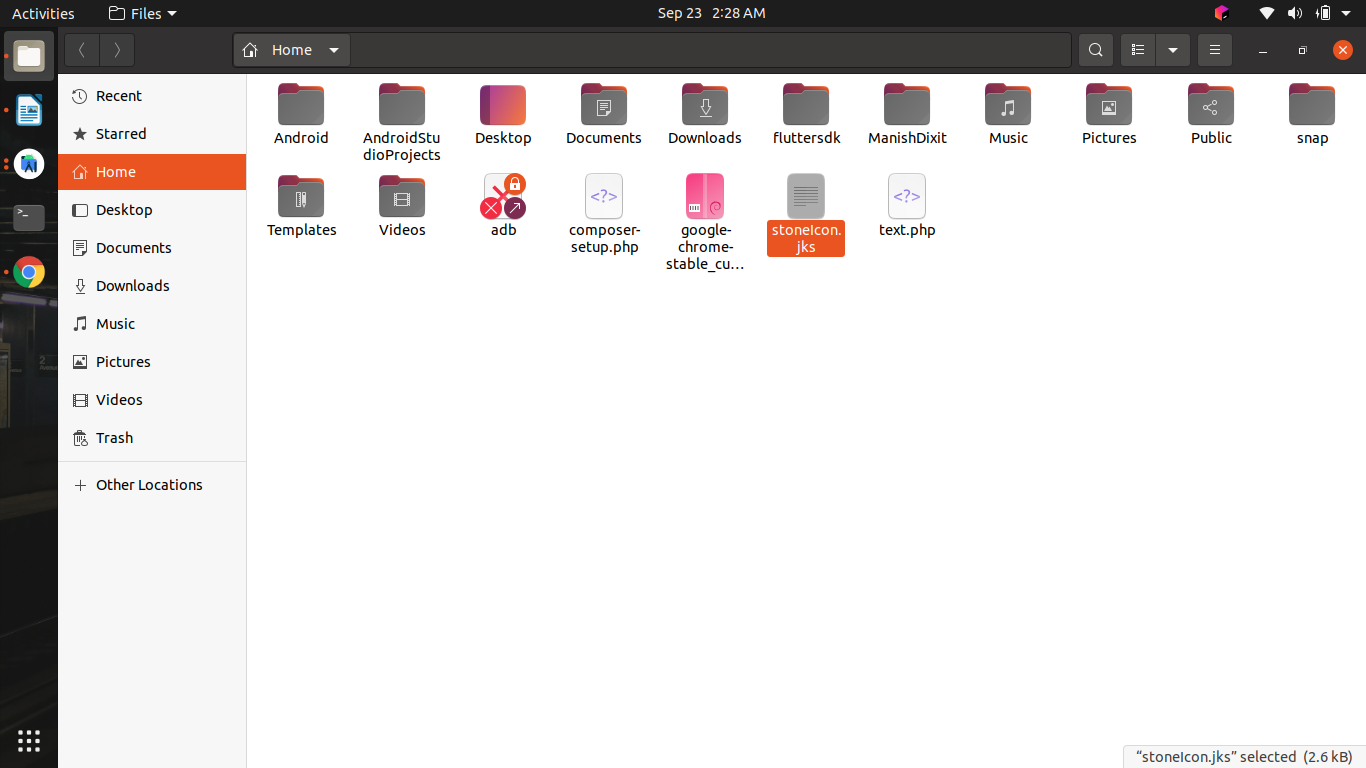 Activities
Files
Sep 23 2:28 AM
Home
Recent
Starred
Home
Desktop
Documents
Downloads
Music
Pictures
Videos
Trash
Other Locations
Android
AndroidStu
dioProjects
Desktop
Documents
Downloads
fluttersdk
ManishDixit
Music
Pictures
Public
snap
Templates
Videos
adb
<?>
composer-
setup.php
google-
chrome-
stable_cu…
stoneIcon.
jks
<?>
text.php
“stoneIcon.jks” selected (2.6 kB)